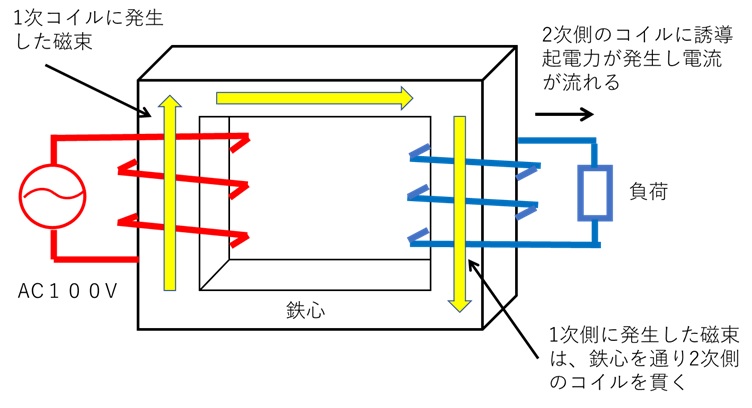 1次コイルに発生
した磁束
2次側のコイルに誘導
起電力が発生し電流
が流れる
負荷
AC１００V
鉄心
1次側に発生した磁束
は、鉄心を通り2次側
のコイルを貫く